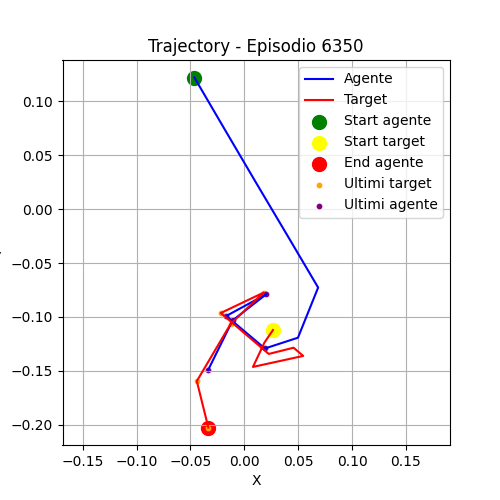 Trajectory - Episodio 6350
Agente
Target
Start agente
Start target
End agente
Ultimi target
Ultimi agente
0.10
0.05
0.00
−0.05
−0.10
−0.15
−0.20
−0.15
−0.10
−0.05
0.00
0.05
0.10
0.15
X